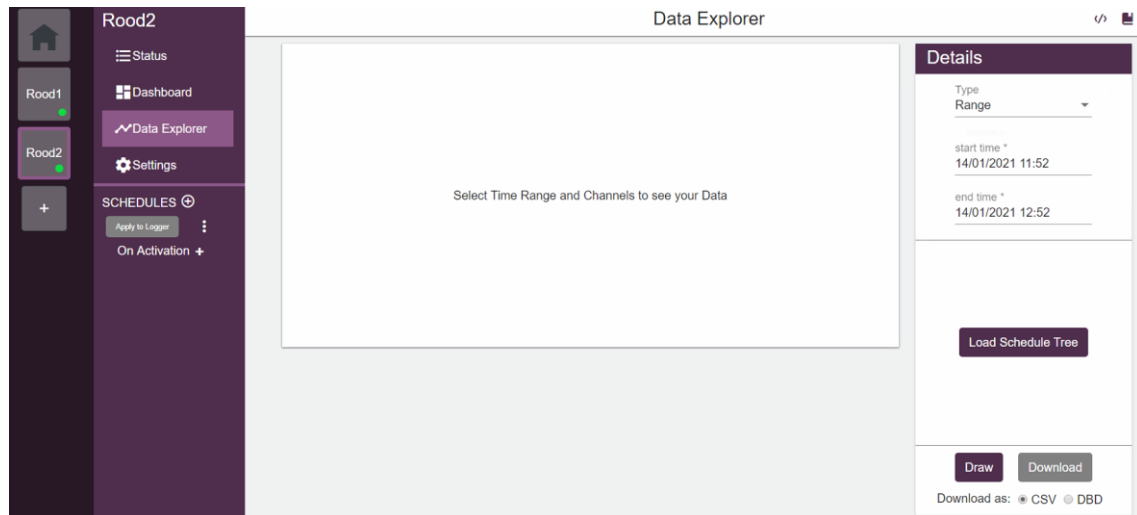 Rood2
Data Explorer
Rood1
Rood2
+
Status
Dashboard
Data Explorer
Settings
SCHEDULES
Apply to Logger
On Activation +
Select Time Range and Channels to see your Data
Details
Type
Range
start time *
14/01/2021 11:52
end time *
14/01/2021 12:52
Load Schedule Tree
Draw
Download
Download as: CSV DBD